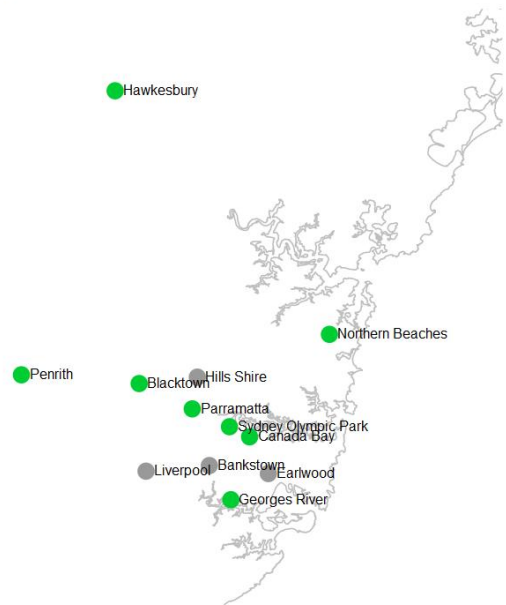 Hawkesbury
Northern Beaches
Penrith
Hills Shire
Blacktown
Parramatta
Sydney Olympic Park
Canada Bay
Bankstown
Liverpool
Earlwood
Georges River